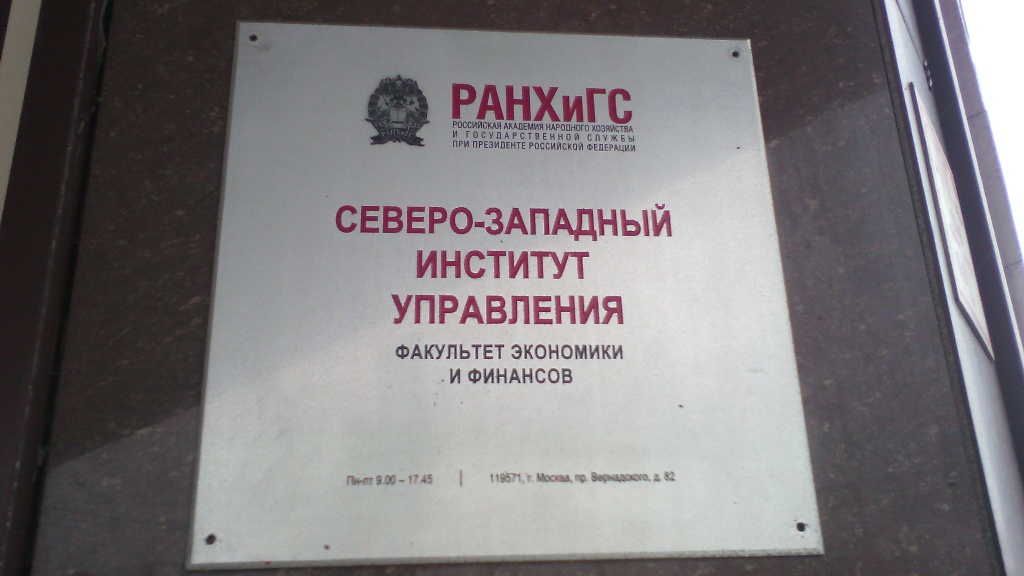 РАНХиГС
РОССИЙСКАЯ АКАДЕМИЯ НАРОДНОГО ХОЗЯЙСТВА
И ГОСУДАРСТВЕННОЙ СЛУЖБЫ
ПРИ ПРЕЗИДЕНТЕ РОССИЙСКОЙ ФЕДЕРАЦИИ
СЕВЕРО-ЗАПАДНЫЙ
ИНСТИТУТ
УПРАВЛЕНИЯ
ФАКУЛЬТЕТ ЭКОНОМИКИ
И ФИНАНСОВ
Пн-пт 9.00 – 17.45 | 119571, г. Москва, пр. Вернадского, д. 82